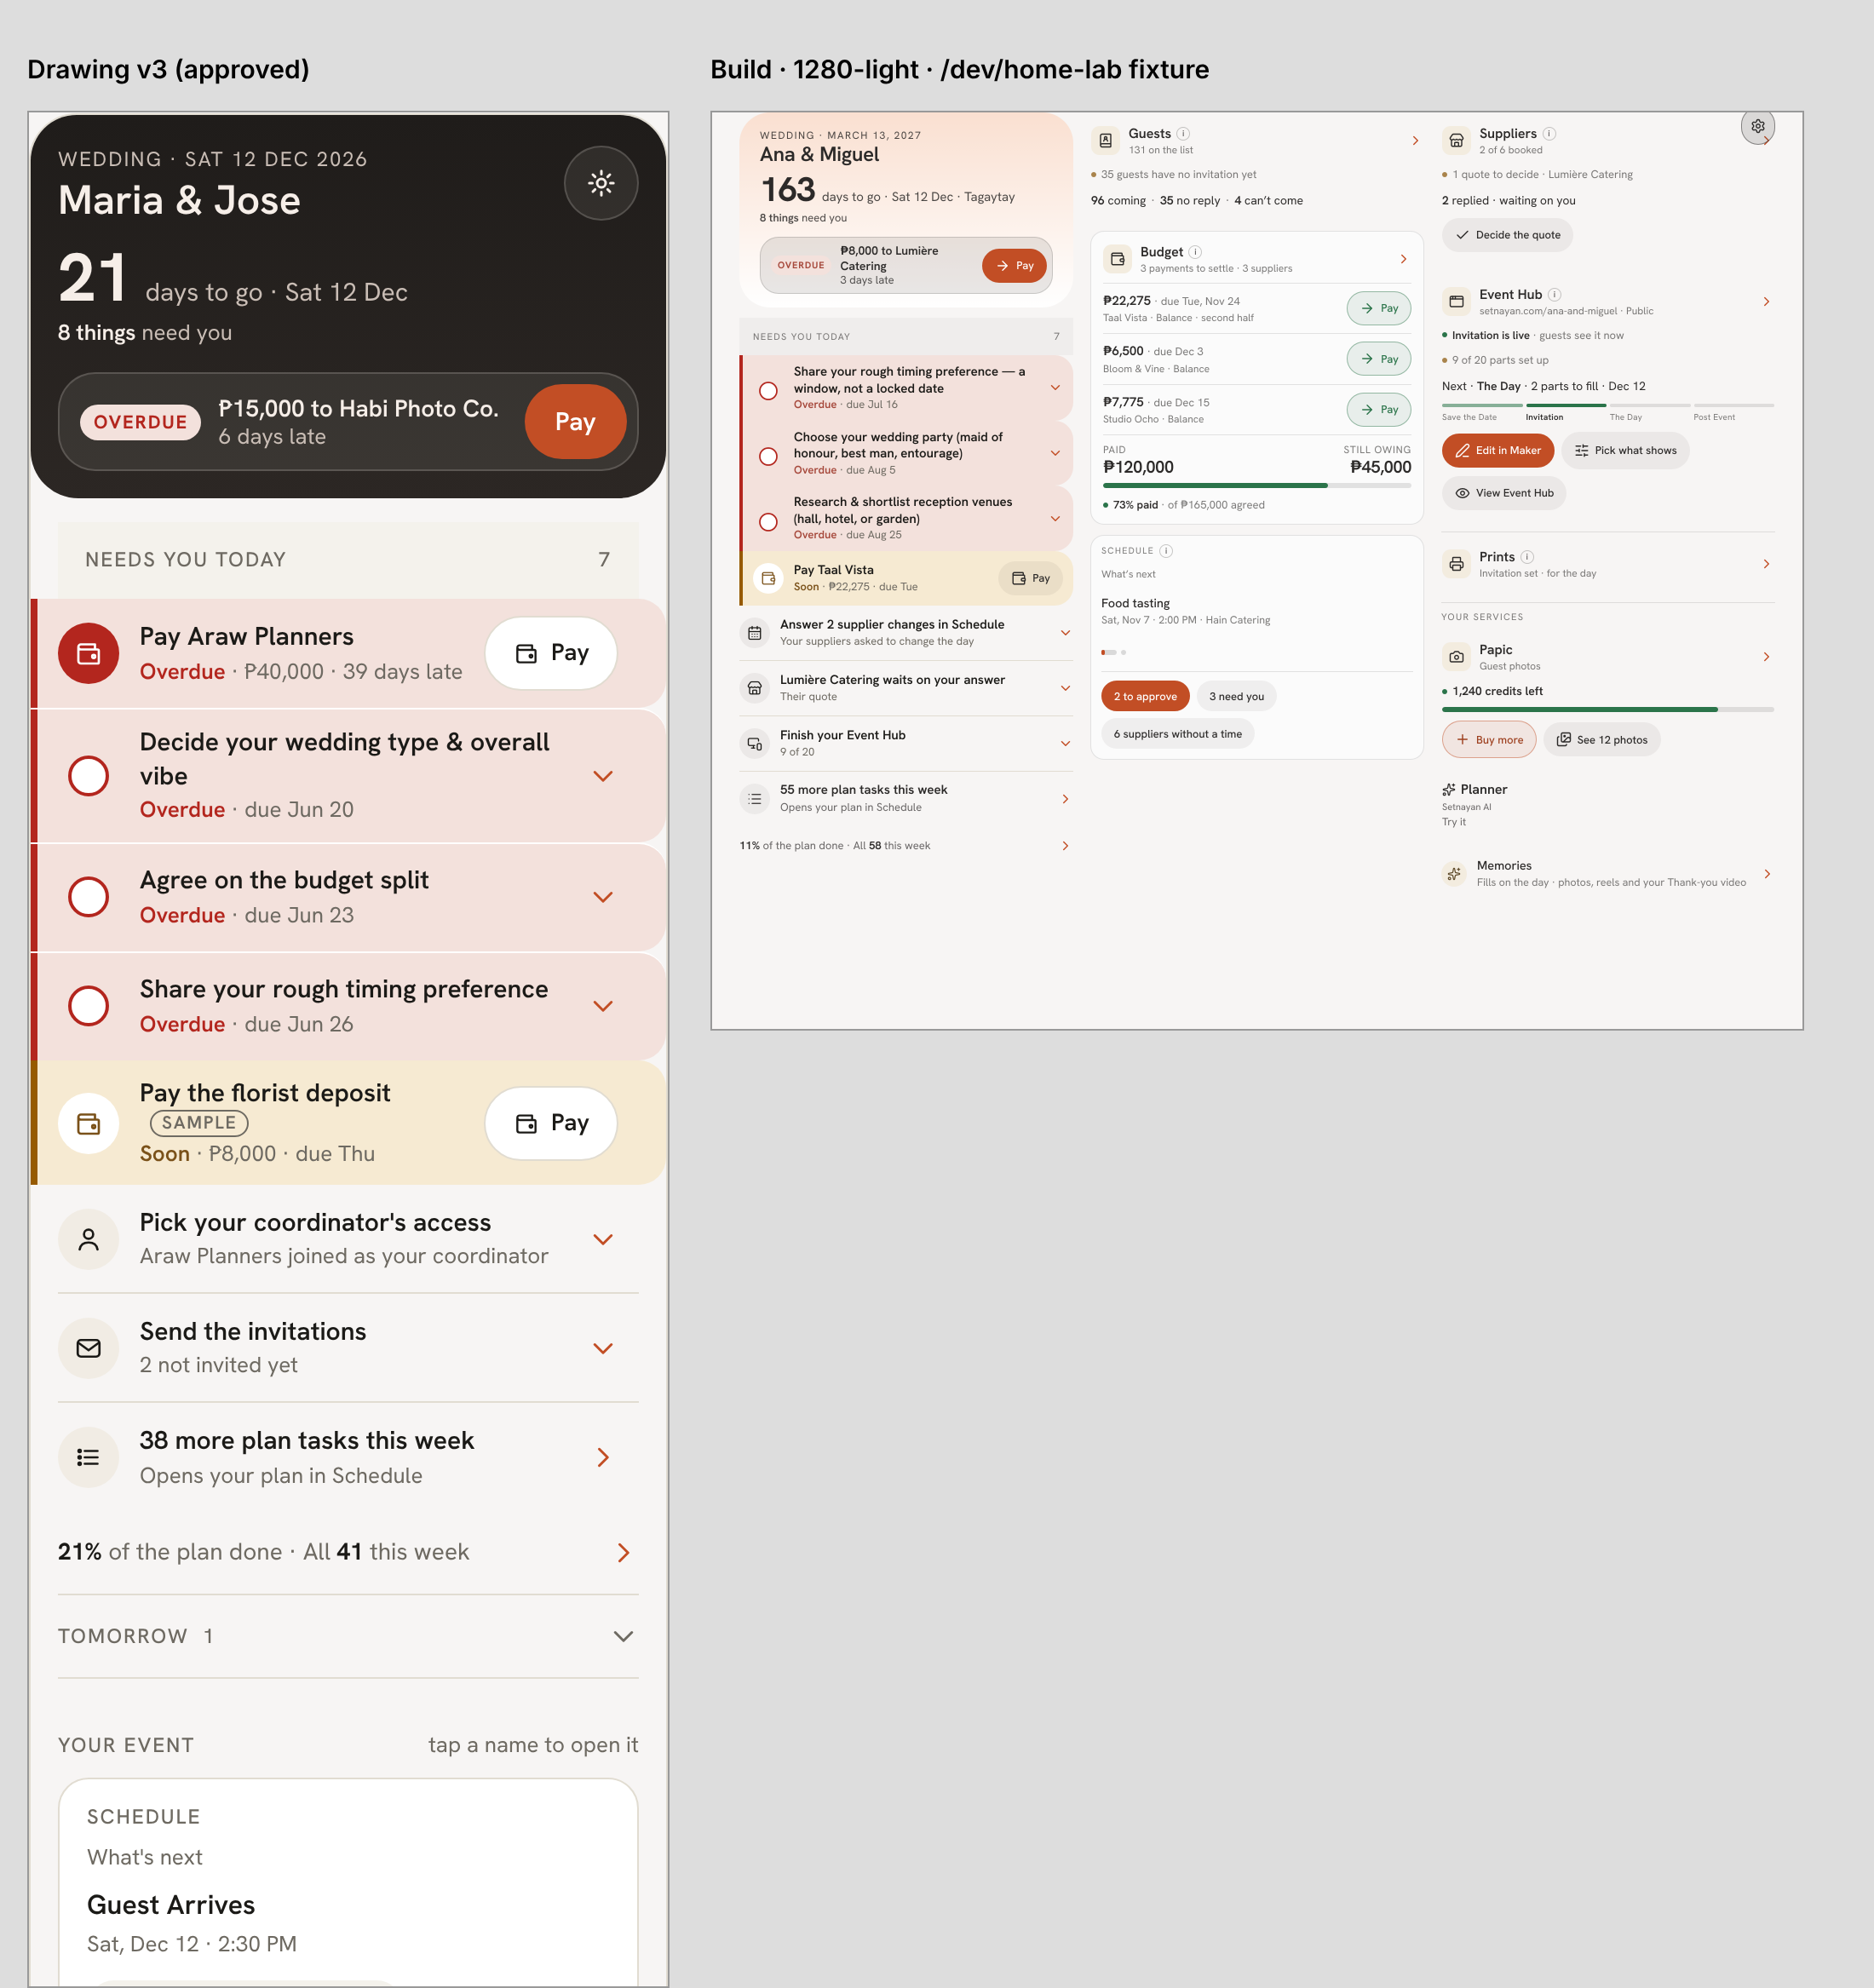 Drawing v3 (approved)
WEDDING · SAT 12 DEC 2026
Maria & Jose
21 days to go · Sat 12 Dec
8 things need you
OVERDUE
₱15,000 to Habi Photo Co.
6 days late
Pay
NEEDS YOU TODAY 7
Pay Araw Planners
Overdue · ₱40,000 · 39 days late
Pay
Decide your wedding type & overall
vibe
Overdue · due Jun 20
Agree on the budget split
Overdue · due Jun 23
Share your rough timing preference
Overdue · due Jun 26
Pay the florist deposit
SAMPLE
Soon · ₱8,000 · due Thu
Pay
Pick your coordinator's access
Araw Planners joined as your coordinator
Send the invitations
2 not invited yet
38 more plan tasks this week
Opens your plan in Schedule
21% of the plan done · All 41 this week
TOMORROW 1
YOUR EVENT tap a name to open it
SCHEDULE
What's next
Guest Arrives
Sat, Dec 12 · 2:30 PM
Build · 1280-light · /dev/home-lab fixture
WEDDING · MARCH 13, 2027
Ana & Miguel
163 days to go · Sat 12 Dec · Tagaytay
8 things need you
OVERDUE
₱8,000 to Lumière
Catering
3 days late
Pay
NEEDS YOU TODAY 7
Share your rough timing preference — a
window, not a locked date
Overdue · due Jul 16
Choose your wedding party (maid of
honour, best man, entourage)
Overdue · due Aug 5
Research & shortlist reception venues
(hall, hotel, or garden)
Overdue · due Aug 25
Pay Taal Vista
Soon · ₱22,275 · due Tue
Pay
Answer 2 supplier changes in Schedule
Your suppliers asked to change the day
Lumière Catering waits on your answer
Their quote
Finish your Event Hub
9 of 20
55 more plan tasks this week
Opens your plan in Schedule
11% of the plan done · All 58 this week
Guests i
131 on the list
35 guests have no invitation yet
96 coming · 35 no reply · 4 can’t come
Budget i
3 payments to settle · 3 suppliers
₱22,275 · due Tue, Nov 24
Taal Vista · Balance · second half
Pay
₱6,500 · due Dec 3
Bloom & Vine · Balance
Pay
₱7,775 · due Dec 15
Studio Ocho · Balance
Pay
PAID STILL OWING
₱120,000 ₱45,000
73% paid · of ₱165,000 agreed
SCHEDULE i
What’s next
Food tasting
Sat, Nov 7 · 2:00 PM · Hain Catering
2 to approve 3 need you
6 suppliers without a time
Suppliers i
2 of 6 booked
1 quote to decide · Lumière Catering
2 replied · waiting on you
Decide the quote
Event Hub i
setnayan.com/ana-and-miguel · Public
Invitation is live · guests see it now
9 of 20 parts set up
Next · The Day · 2 parts to fill · Dec 12
Save the Date Invitation The Day Post Event
Edit in Maker Pick what shows
View Event Hub
Prints i
Invitation set · for the day
YOUR SERVICES
Papic
Guest photos
1,240 credits left
Buy more See 12 photos
Planner
Setnayan AI
Try it
Memories
Fills on the day · photos, reels and your Thank-you video